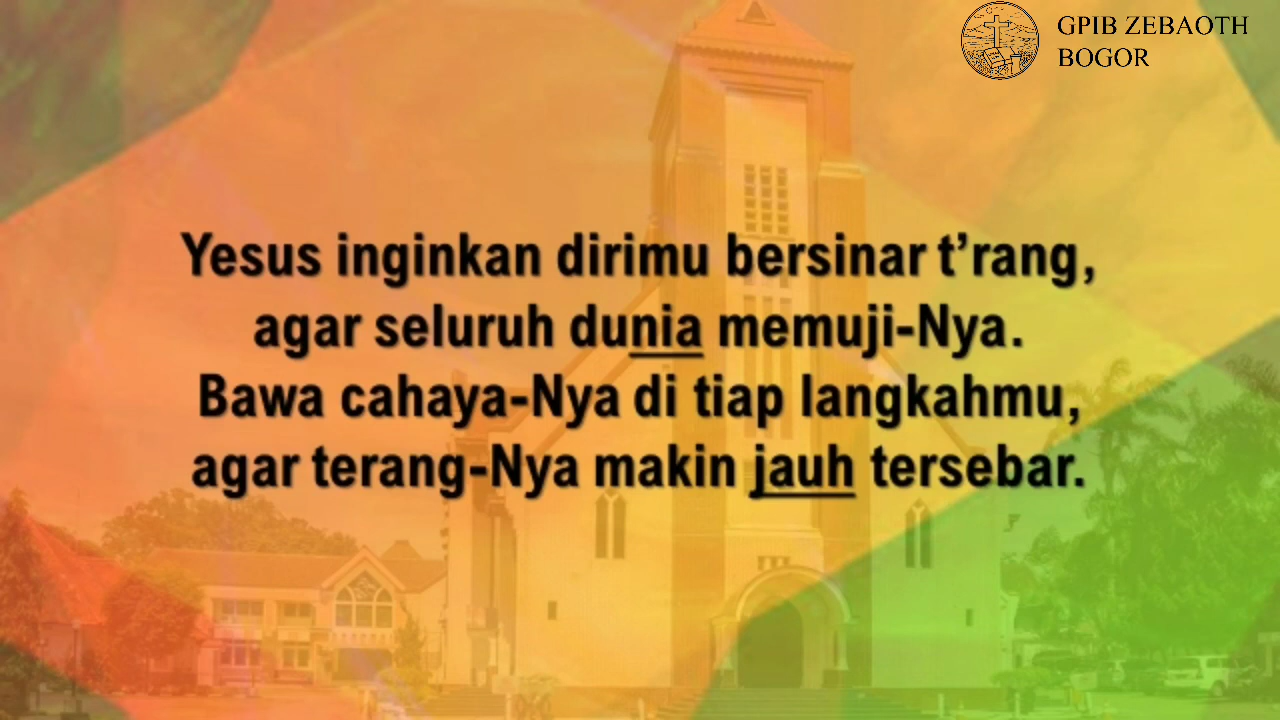 GPIB ZEBAOTH
BOGOR
Yesus inginkan dirimu bersinar t’rang,
agar seluruh dunia memuji-Nya.
Bawa cahaya-Nya di tiap langkahmu,
agar terang-Nya makin jauh tersebar.